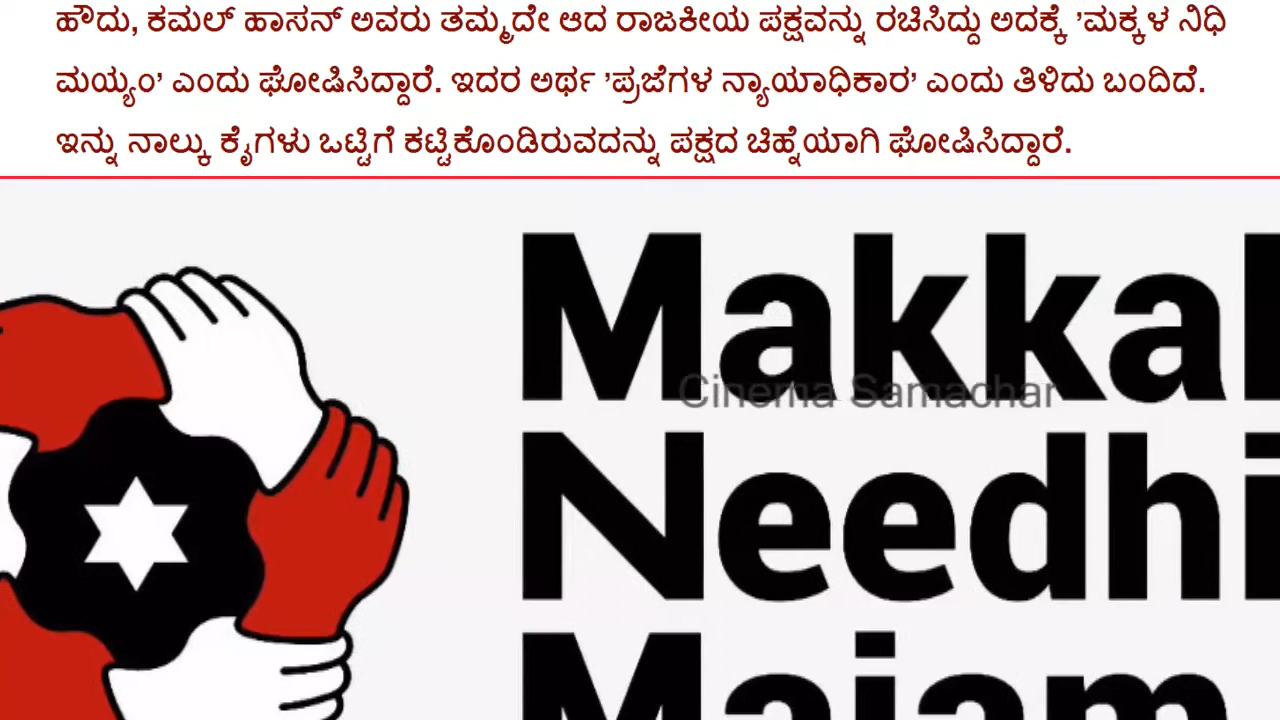 ಹೌದು, ಕಮಲ್ ಹಾಸನ್ ಅವರು ತಮ್ಮದೇ ಆದ ರಾಜಕೀಯ ಪಕ್ಷವನ್ನು ರಚಿಸಿದ್ದು ಅದಕ್ಕೆ ’ಮಕ್ಕಳ ನಿಧಿ
ಮಯ್ಯಂ’ ಎಂದು ಘೋಷಿಸಿದ್ದಾರೆ. ಇದರ ಅರ್ಥ ’ಪ್ರಜೆಗಳ ನ್ಯಾಯಾಧಿಕಾರ’ ಎಂದು ತಿಳಿದು ಬಂದಿದೆ.
ಇನ್ನು ನಾಲ್ಕು ಕೈಗಳು ಒಟ್ಟಿಗೆ ಕಟ್ಟಿಕೊಂಡಿರುವದನ್ನು ಪಕ್ಷದ ಚಿಹ್ನೆಯಾಗಿ ಘೋಷಿಸಿದ್ದಾರೆ.
Makkal
Cinema Samachar
Needhi
Maiam